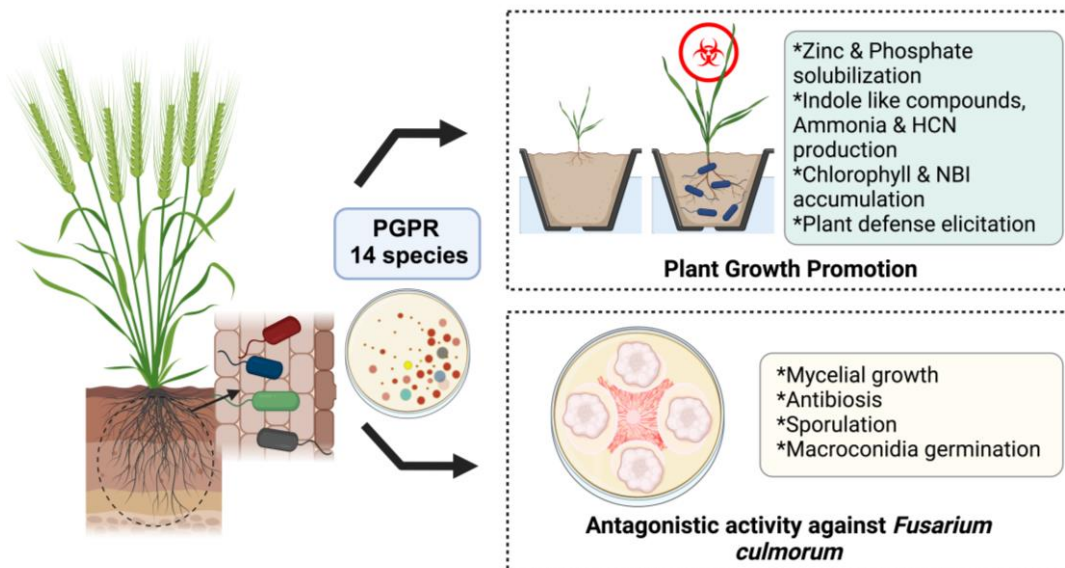 PGPR
14 species
*Zinc & Phosphate
solubilization
*Indole like compounds,
Ammonia & HCN
production
*Chlorophyll & NBI
accumulation
*Plant defense elicitation
Plant Growth Promotion
*Mycelial growth
*Antibiosis
*Sporulation
*Macroconidia germination
Antagonistic activity against Fusarium
culmorum